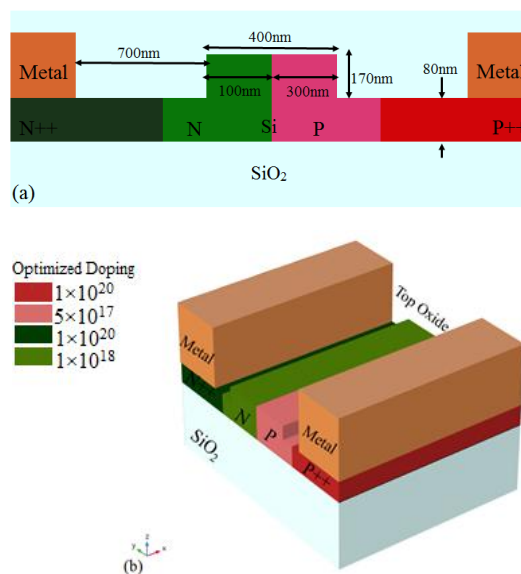 400nm
700nm
Metal
Metal
170nm
80nm
100nm
300nm
N++
N
Si
P
P++
SiO2
(a)
Optimized Doping
1×10^20
5×10^17
1×10^20
1×10^18
Top Oxide
Metal
N
P
Metal
P++
SiO2
z
y
x
(b)